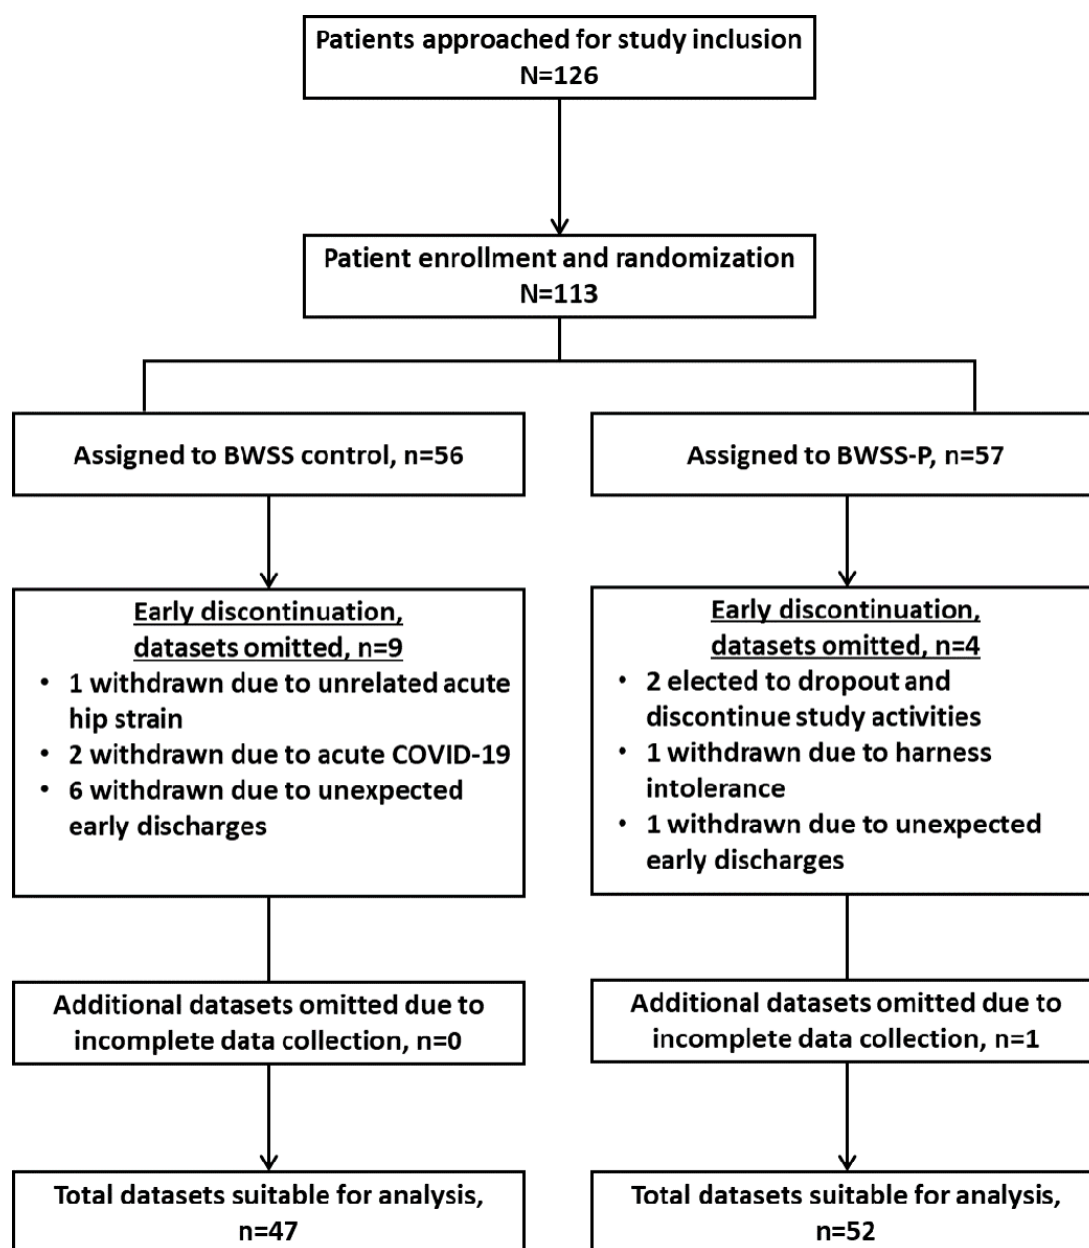 Patients approached for study inclusion
N=126
Patient enrollment and randomization
N=113
Assigned to BWSS control, n=56
Assigned to BWSS-P, n=57
Early discontinuation,
datasets omitted, n=9
• 1 withdrawn due to unrelated acute
hip strain
• 2 withdrawn due to acute COVID-19
• 6 withdrawn due to unexpected
early discharges
Early discontinuation,
datasets omitted, n=4
• 2 elected to dropout and
discontinue study activities
• 1 withdrawn due to harness
intolerance
• 1 withdrawn due to unexpected
early discharges
Additional datasets omitted due to
incomplete data collection, n=0
Additional datasets omitted due to
incomplete data collection, n=1
Total datasets suitable for analysis,
n=47
Total datasets suitable for analysis,
n=52